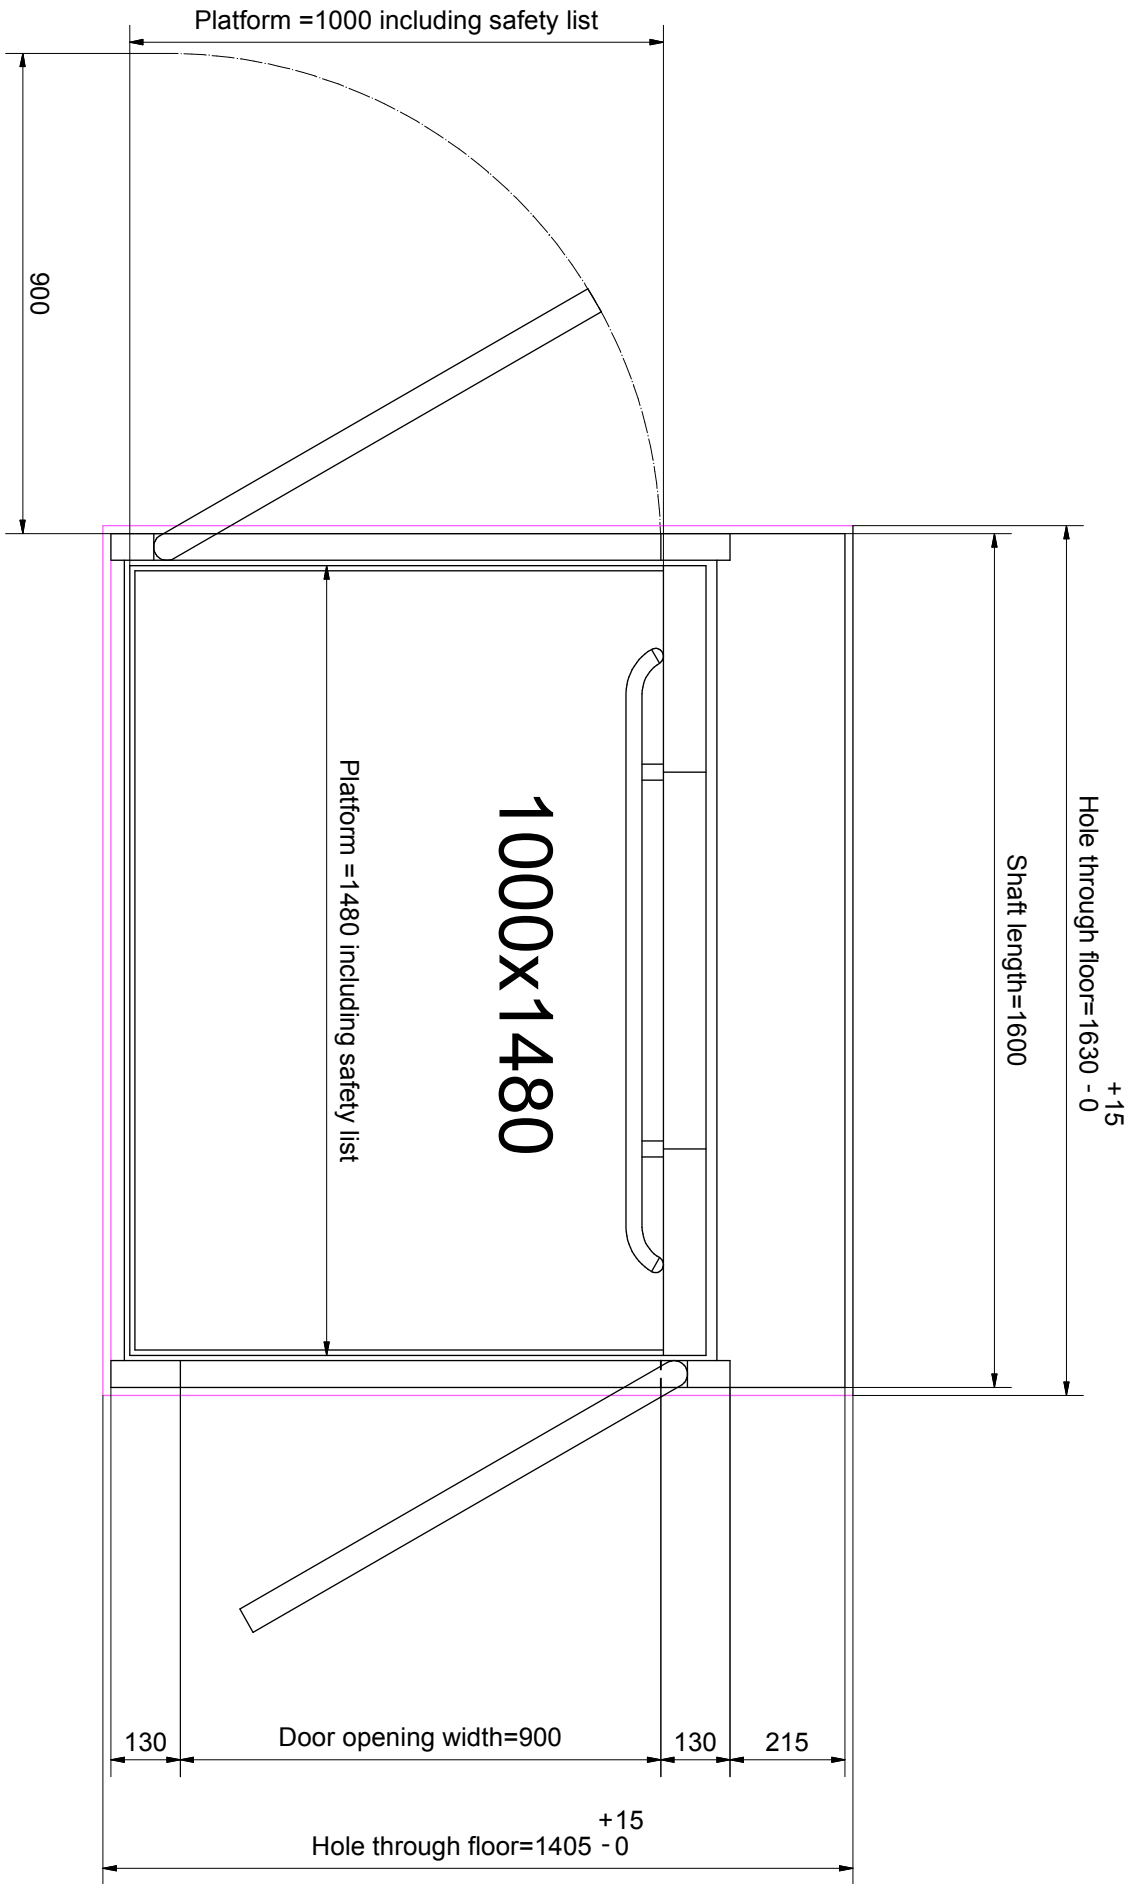 Platform =1000 including safety list
900
Hole through floor=1630 +15 -0
Shaft length=1600
1000x1480
Platform =1480 including safety list
130
Door opening width=900
130
215
Hole through floor=1405 +15 -0